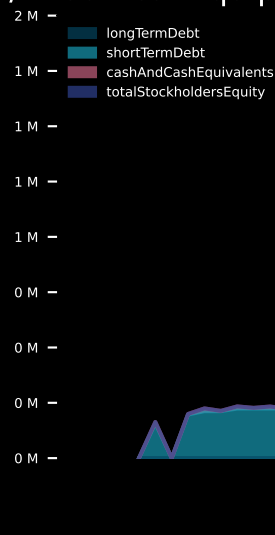 2 M
longTermDebt
shortTermDebt
1 M
cashAndCashEquivalents
totalStockholdersEquity
1 M
1 M
1 M
0 M
0 M
0 M
0 M